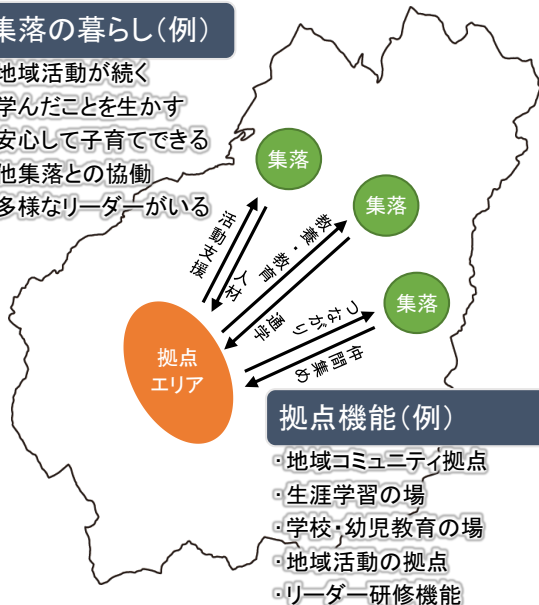 集落の暮らし(例)
地域活動が続く
学んだことを生かす
安心して子育てできる
他集落との協働
多様なリーダーがいる
集落
集落
集落
活動支援
人材
教養・教育
通学
つながり
仲間集め
拠点
エリア
拠点機能(例)
・地域コミュニティ拠点
・生涯学習の場
・学校・幼児教育の場
・地域活動の拠点
・リーダー研修機能